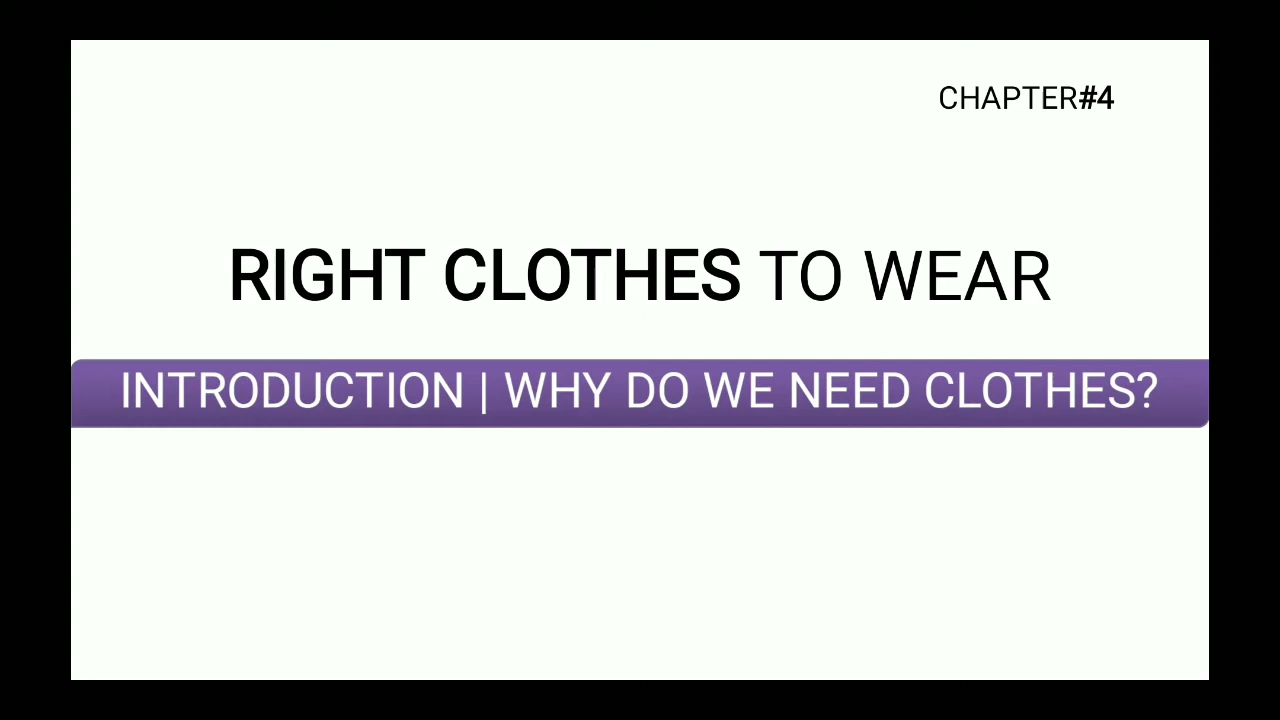 CHAPTER#4
RIGHT CLOTHES TO WEAR
INTRODUCTION | WHY DO WE NEED CLOTHES?